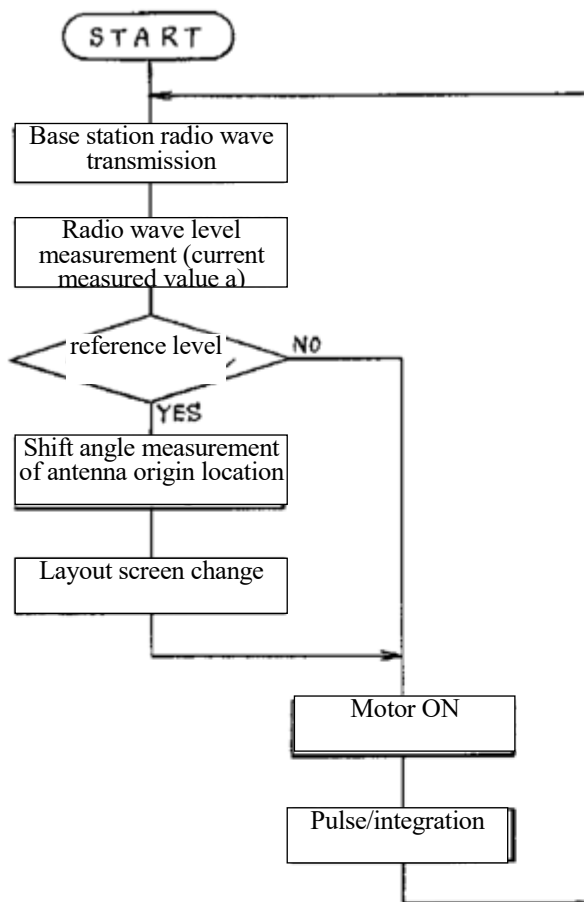 START
Base station radio wave
transmission
Radio wave level
measurement (current
measured value a)
reference level
NO
YES
Shift angle measurement
of antenna origin location
Layout screen change
Motor ON
Pulse/integration